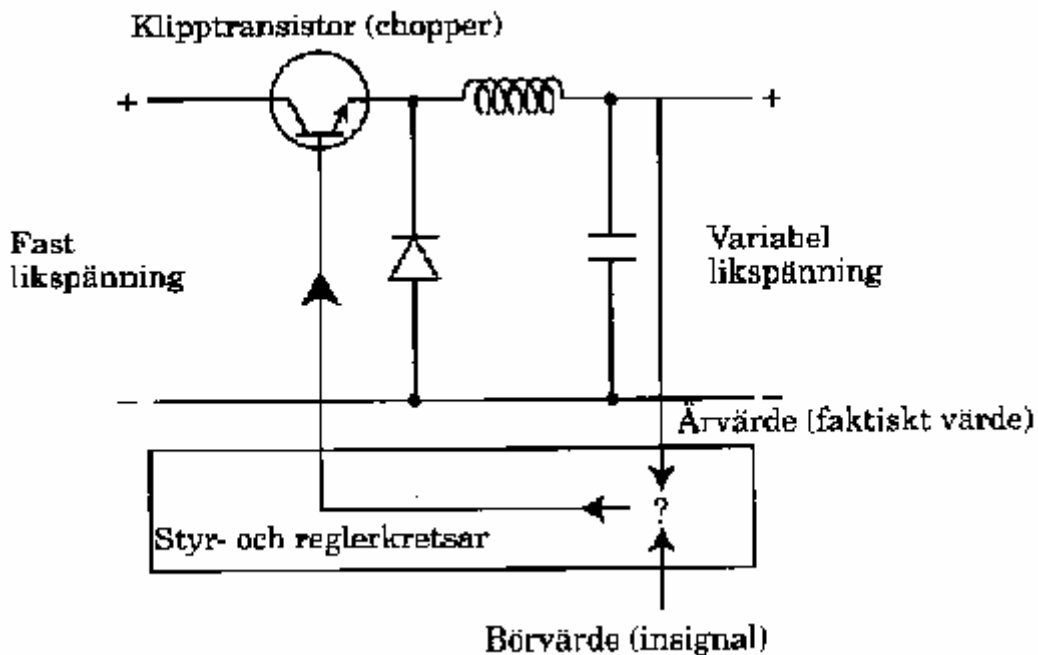 Klipptransistor (chopper)
+
+
Fast
likspänning
Variabel
likspänning
−
−
Ärvärde (faktiskt värde)
?
Styr- och reglerkretsar
Börvärde (insignal)